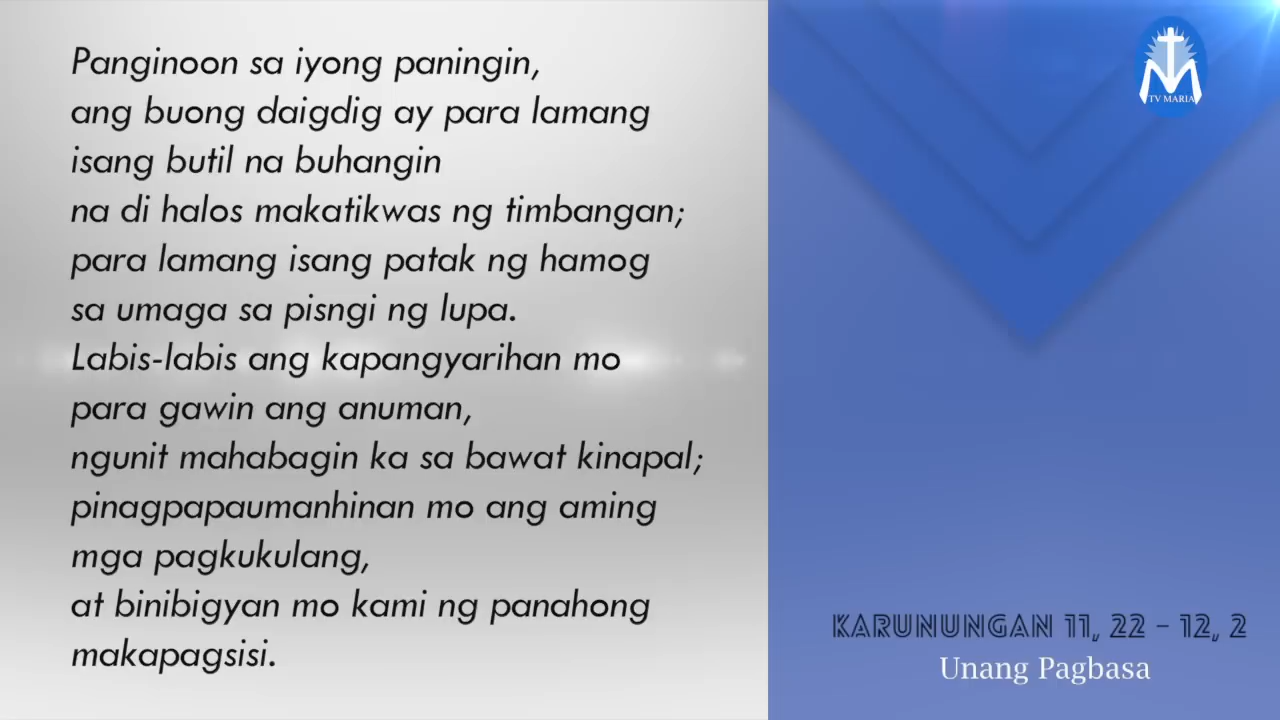 Panginoon sa iyong paningin,
ang buong daigdig ay para lamang
isang butil na buhangin
na di halos makatikwas ng timbangan;
para lamang isang patak ng hamog
sa umaga sa pisngi ng lupa.
Labis-labis ang kapangyarihan mo
para gawin ang anuman,
ngunit mahabagin ka sa bawat kinapal;
pinagpapaumanhinan mo ang aming
mga pagkukulang,
at binibigyan mo kami ng panahong
makapagsisi.
TV MARIA
KARUNUNGAN 11, 22 - 12, 2
Unang Pagbasa